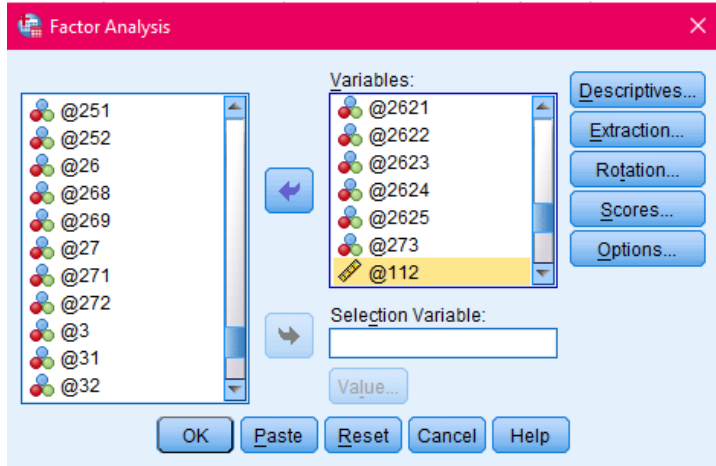 Factor Analysis
@251
@252
@26
@268
@269
@27
@271
@272
@3
@31
@32
Variables:
@2621
@2622
@2623
@2624
@2625
@273
@112
Selection Variable:
Value...
Descriptives...
Extraction...
Rotation...
Scores...
Options...
OK Paste Reset Cancel Help